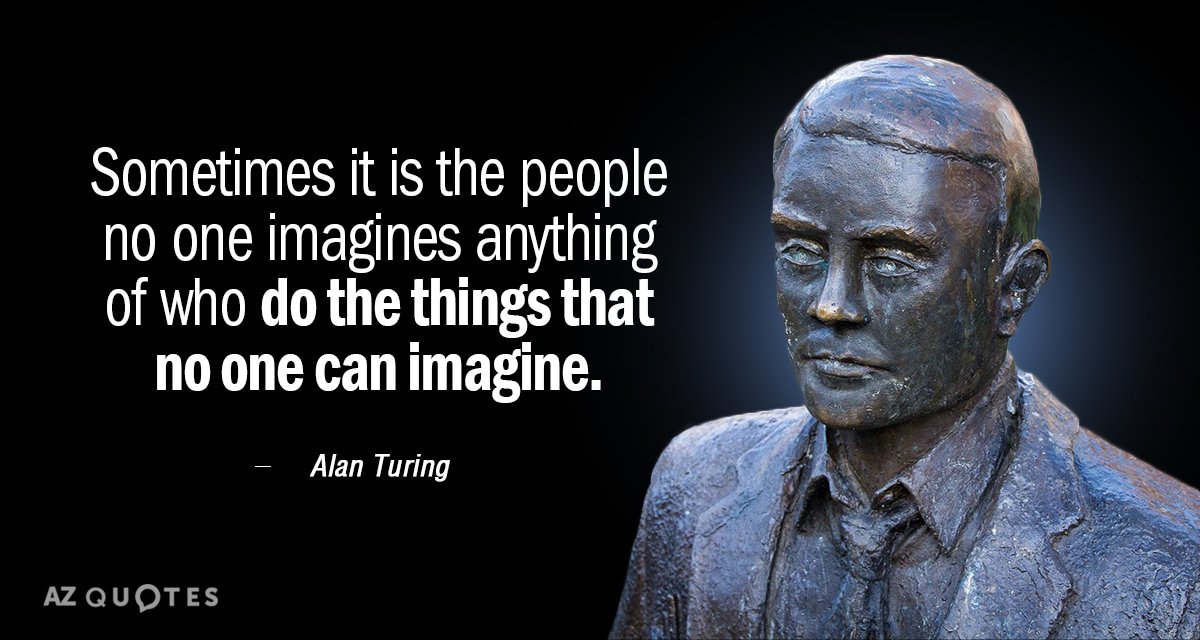 Sometimes it is the people
no one imagines anything
of who do the things that
no one can imagine.
– Alan Turing
AZ QUOTES